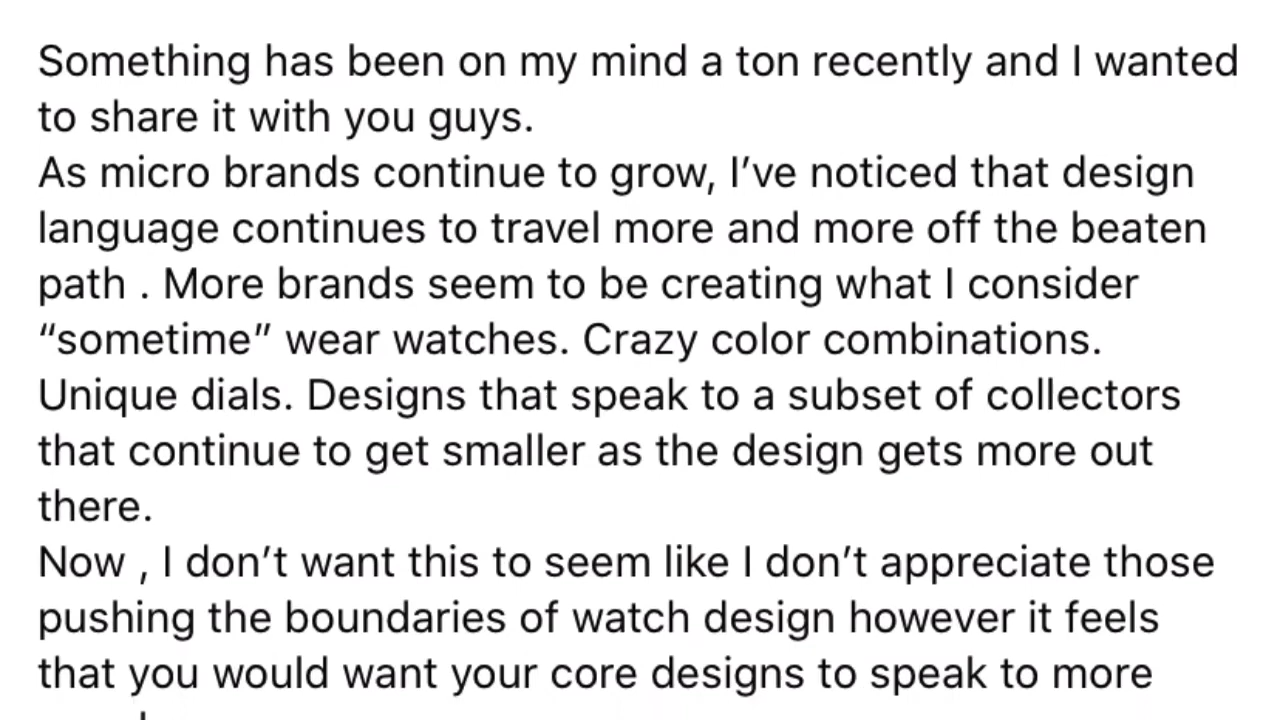 Something has been on my mind a ton recently and I wanted
to share it with you guys.
As micro brands continue to grow, I’ve noticed that design
language continues to travel more and more off the beaten
path . More brands seem to be creating what I consider
“sometime” wear watches. Crazy color combinations.
Unique dials. Designs that speak to a subset of collectors
that continue to get smaller as the design gets more out
there.
Now , I don’t want this to seem like I don’t appreciate those
pushing the boundaries of watch design however it feels
that you would want your core designs to speak to more